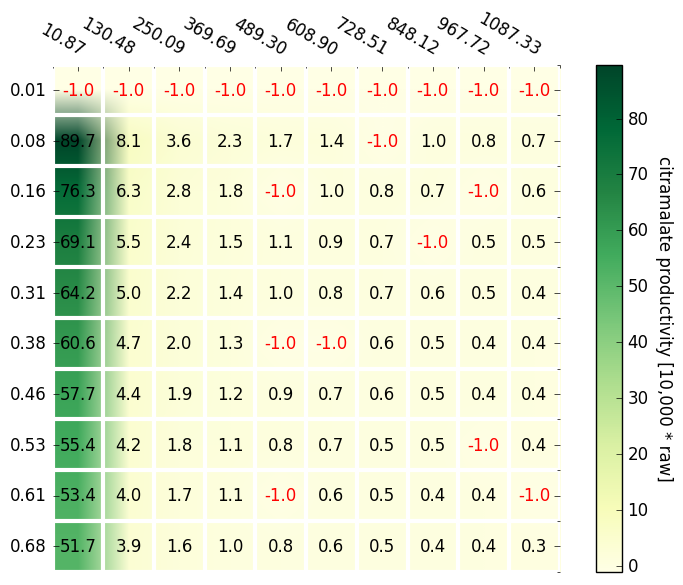 10.87 130.48 250.09 369.69 489.30 608.90 728.51 848.12 967.72 1087.33
0.01 -1.0 -1.0 -1.0 -1.0 -1.0 -1.0 -1.0 -1.0 -1.0 -1.0
0.08 89.7 8.1 3.6 2.3 1.7 1.4 -1.0 1.0 0.8 0.7
0.16 76.3 6.3 2.8 1.8 -1.0 1.0 0.8 0.7 -1.0 0.6
0.23 69.1 5.5 2.4 1.5 1.1 0.9 0.7 -1.0 0.5 0.5
0.31 64.2 5.0 2.2 1.4 1.0 0.8 0.7 0.6 0.5 0.4
0.38 60.6 4.7 2.0 1.3 -1.0 -1.0 0.6 0.5 0.4 0.4
0.46 57.7 4.4 1.9 1.2 0.9 0.7 0.6 0.5 0.4 0.4
0.53 55.4 4.2 1.8 1.1 0.8 0.7 0.5 0.5 -1.0 0.4
0.61 53.4 4.0 1.7 1.1 -1.0 0.6 0.5 0.4 0.4 -1.0
0.68 51.7 3.9 1.6 1.0 0.8 0.6 0.5 0.4 0.4 0.3
80
70
60
50
40
30
20
10
0
citramalate productivity [10,000 * raw]